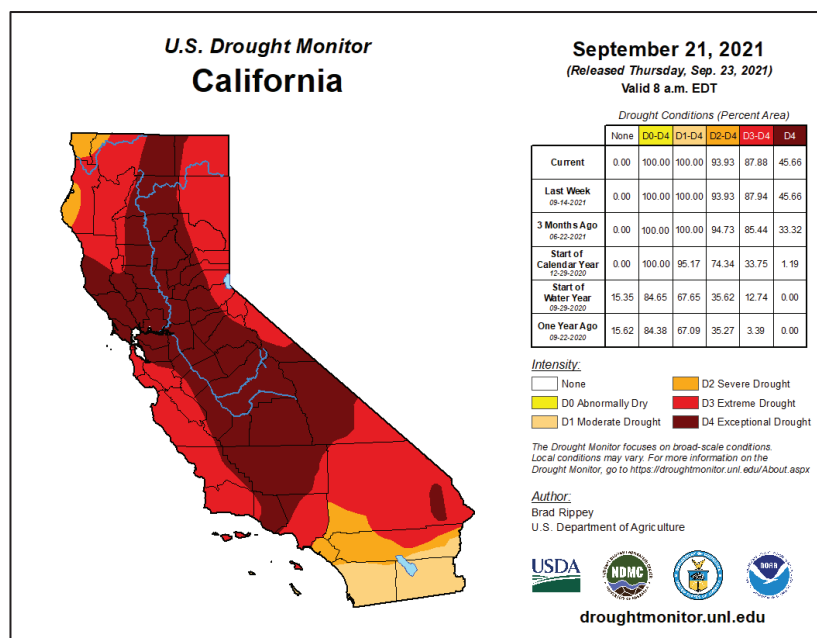 U.S. Drought Monitor
California
September 21, 2021
(Released Thursday, Sep. 23, 2021)
Valid 8 a.m. EDT
Drought Conditions (Percent Area)
None D0-D4 D1-D4 D2-D4 D3-D4 D4
Current 0.00 100.00 100.00 93.93 87.88 45.66
Last Week
09-14-2021
0.00 100.00 100.00 93.93 87.94 45.66
3 Months Ago
06-22-2021
0.00 100.00 100.00 94.73 85.44 33.32
Start of
Calendar Year
12-29-2020
0.00 100.00 95.17 74.34 33.75 1.19
Start of
Water Year
09-29-2020
15.35 84.65 67.65 35.62 12.74 0.00
One Year Ago
09-22-2020
15.62 84.38 67.09 35.27 3.39 0.00
Intensity:
None
D0 Abnormally Dry
D1 Moderate Drought
D2 Severe Drought
D3 Extreme Drought
D4 Exceptional Drought
The Drought Monitor focuses on broad-scale conditions.
Local conditions may vary. For more information on the
Drought Monitor, go to https://droughtmonitor.unl.edu/About.aspx
Author:
Brad Rippey
U.S. Department of Agriculture
USDA
NDMC
NOAA
droughtmonitor.unl.edu